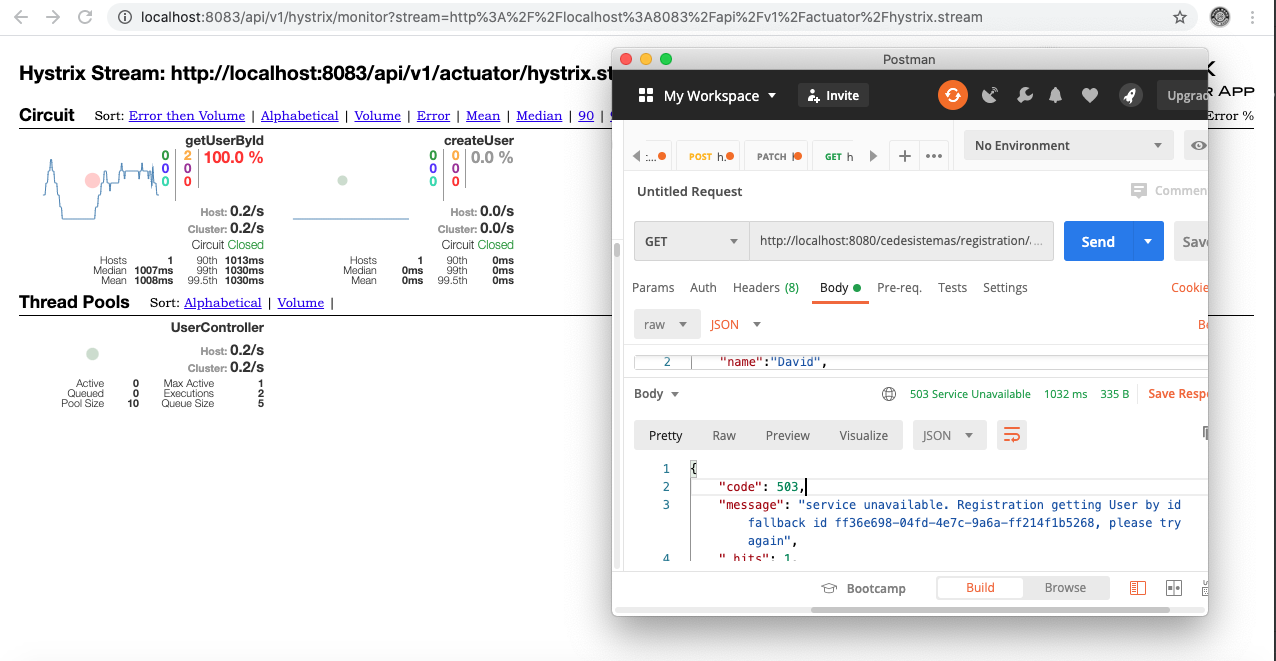 localhost:8083/api/v1/hystrix/monitor?stream=http%3A%2F%2Flocalhost%3A8083%2Fapi%2Fv1%2Factuator%2Fhystrix.stream
Hystrix Stream: http://localhost:8083/api/v1/actuator/hystrix.st
Circuit Sort: Error then Volume | Alphabetical | Volume | Error | Mean | Median | 90 |
Error %
getUserById
0 2 100.0 %
0 0
0 0
Host: 0.2/s
Cluster: 0.2/s
Circuit Closed
Hosts 1 90th 1013ms
Median 1007ms 99th 1030ms
Mean 1008ms 99.5th 1030ms
createUser
0 0 0.0 %
0 0
0 0
Host: 0.0/s
Cluster: 0.0/s
Circuit Closed
Hosts 1 90th 0ms
Median 0ms 99th 0ms
Mean 0ms 99.5th 0ms
Thread Pools Sort: Alphabetical | Volume |
UserController
Host: 0.2/s
Cluster: 0.2/s
Active 0 Max Active 1
Queued 0 Executions 2
Pool Size 10 Queue Size 5
Postman
My Workspace Invite Upgrad
POST h. PATCH GET h
No Environment
Untitled Request Commen
GET http://localhost:8080/cedesistemas/registration/... Send Save
Params Auth Headers (8) Body Pre-req. Tests Settings Cookie
raw JSON
2 "name":"David",
Body 503 Service Unavailable 1032 ms 335 B Save Respo
Pretty Raw Preview Visualize JSON
1 {
2 "code": 503,
3 "message": "service unavailable. Registration getting User by id
fallback id ff36e698-04fd-4e7c-9a6a-ff214f1b5268, please try
again",
4 "_hits": 1,
Bootcamp Build Browse